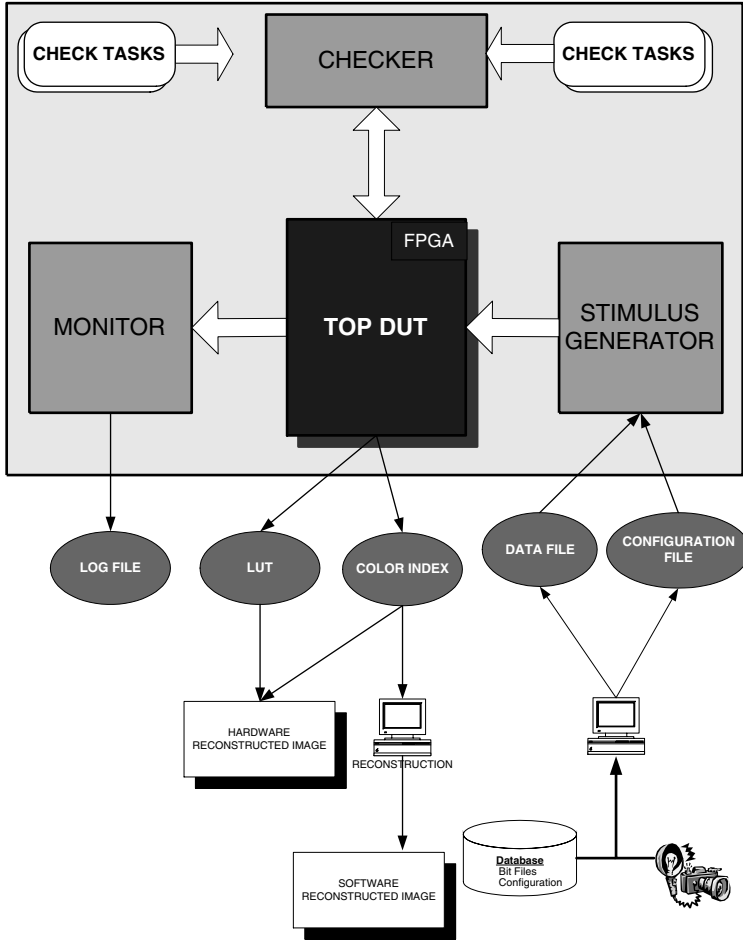 CHECK TASKS
CHECKER
CHECK TASKS
FPGA
MONITOR
TOP DUT
STIMULUS
GENERATOR
LOG FILE
LUT
COLOR INDEX
DATA FILE
CONFIGURATION
FILE
HARDWARE
RECONSTRUCTED IMAGE
RECONSTRUCTION
Database
Bit Files
Configuration
SOFTWARE
RECONSTRUCTED IMAGE